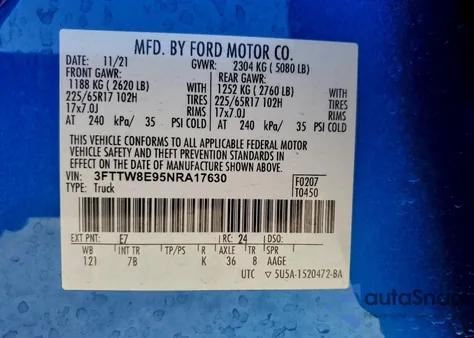 MFD. BY FORD MOTOR CO.
DATE: 11/21 GVWR: 2304 KG ( 5080 LB)
FRONT GAWR: REAR GAWR:
1188 KG ( 2620 LB) WITH 1252 KG ( 2760 LB) WITH
225/65R17 102H TIRES 225/65R17 102H TIRES
17x7.0J RIMS 17x7.0J RIMS
AT 240 kPa/ 35 PSI COLD AT 240 kPa/ 35 PSI COLD
THIS VEHICLE CONFORMS TO ALL APPLICABLE FEDERAL MOTOR
VEHICLE SAFETY AND THEFT PREVENTION STANDARDS IN
EFFECT ON THE DATE OF MANUFACTURE SHOWN ABOVE.
VIN: 3FTTW8E95NRA17630 F0207
TYPE: Truck T0450
EXT PNT: E7 RC: 24 DSO:
WB INT TR TP/PS R AX TR SPR
121 7B K 36 8 AAGE
UTC ▽ 5U5A-1520472-BA
autoSnap